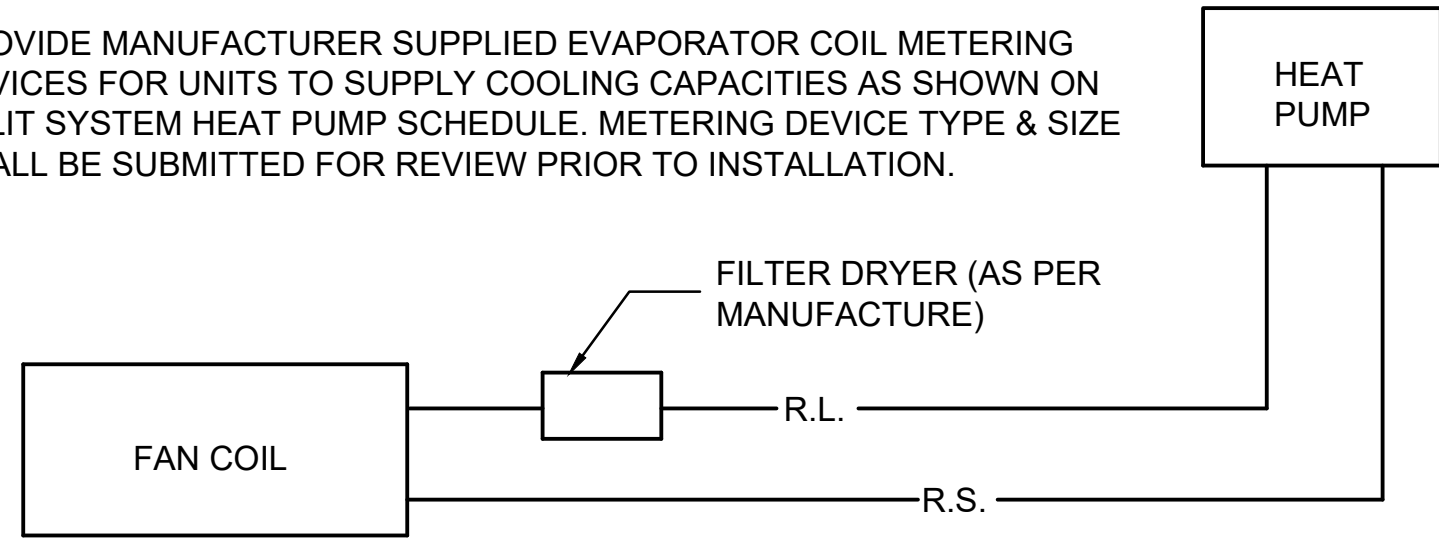 OVIDE MANUFACTURER SUPPLIED EVAPORATOR COIL METERING
VICES FOR UNITS TO SUPPLY COOLING CAPACITIES AS SHOWN ON
LIT SYSTEM HEAT PUMP SCHEDULE. METERING DEVICE TYPE & SIZE
ALL BE SUBMITTED FOR REVIEW PRIOR TO INSTALLATION.
HEAT
PUMP
FILTER DRYER (AS PER
MANUFACTURE)
R.L.
FAN COIL
R.S.